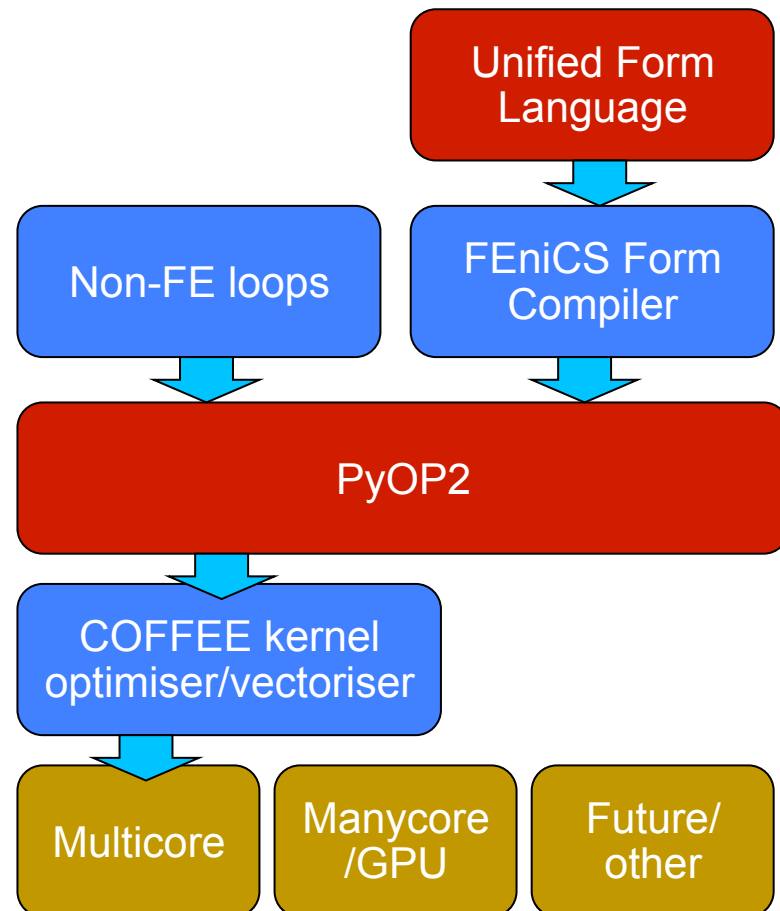 Unified Form
Language
Non-FE loops
FEniCS Form
Compiler
PyOP2
COFFEE kernel
optimiser/vectoriser
Multicore
Manycore
/GPU
Future/
other